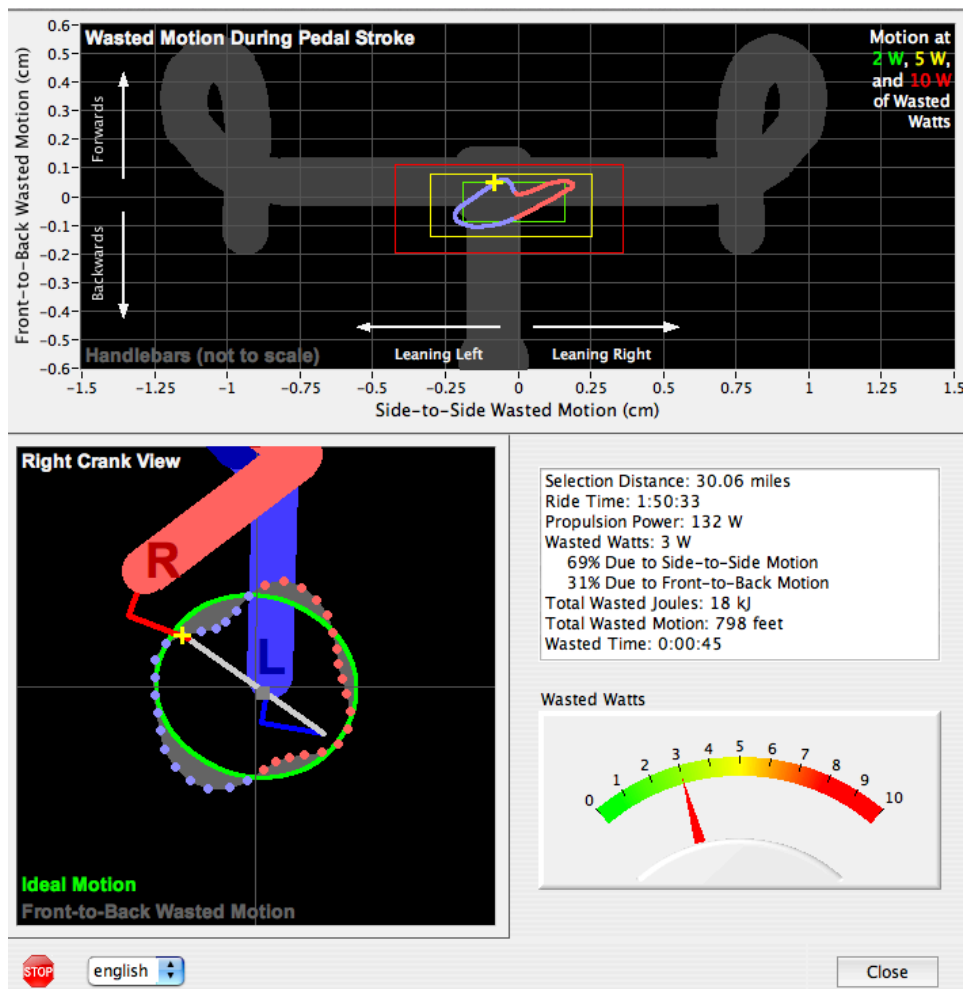 Wasted Motion During Pedal Stroke
Motion at
2 W, 5 W,
and 10 W
of Wasted
Watts
Front-to-Back Wasted Motion (cm)
0.6
0.5
0.4
0.3
0.2
0.1
0
-0.1
-0.2
-0.3
-0.4
-0.5
-0.6
Forwards
Backwards
Handlebars (not to scale)
Leaning Left
Leaning Right
-1.5
-1
-0.75
-0.5
-0.25
0
0.25
0.5
0.75
1
1.25
1.5
Side-to-Side Wasted Motion (cm)
Right Crank View
R
L
Ideal Motion
Front-to-Back Wasted Motion
Selection Distance: 30.06 miles
Ride Time: 1:50:33
Propulsion Power: 132 W
Wasted Watts: 3 W
69% Due to Side-to-Side Motion
31% Due to Front-to-Back Motion
Total Wasted Joules: 18 kJ
Total Wasted Motion: 798 feet
Wasted Time: 0:00:45
Wasted Watts
0
1
2
3
4
5
6
7
8
9
10
STOP
english
Close